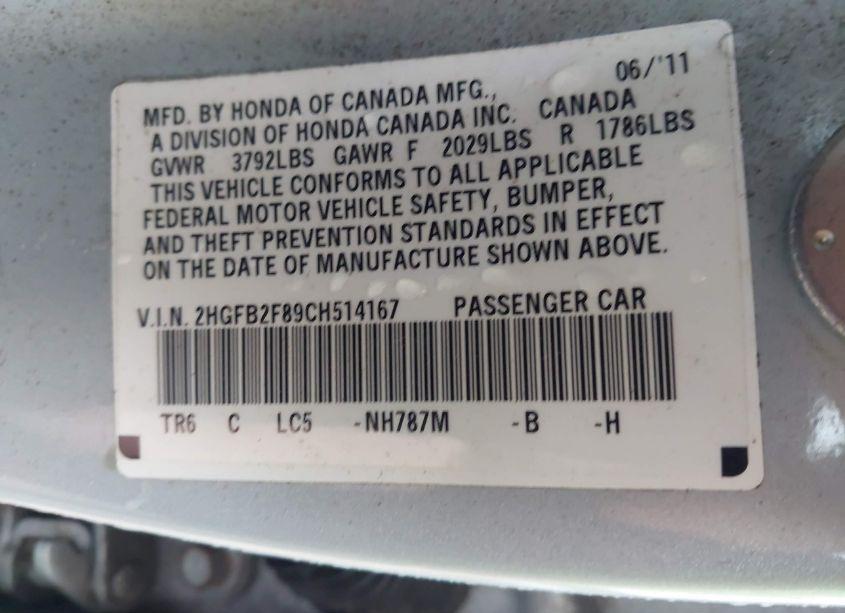 06/'11
MFD. BY HONDA OF CANADA MFG.,
A DIVISION OF HONDA CANADA INC. CANADA
GVWR 3792LBS GAWR F 2029LBS R 1786LBS
THIS VEHICLE CONFORMS TO ALL APPLICABLE
FEDERAL MOTOR VEHICLE SAFETY, BUMPER,
AND THEFT PREVENTION STANDARDS IN EFFECT
ON THE DATE OF MANUFACTURE SHOWN ABOVE.
V.I.N. 2HGFB2F89CH514167 PASSENGER CAR
TR6 C LC5 -NH787M -B -H